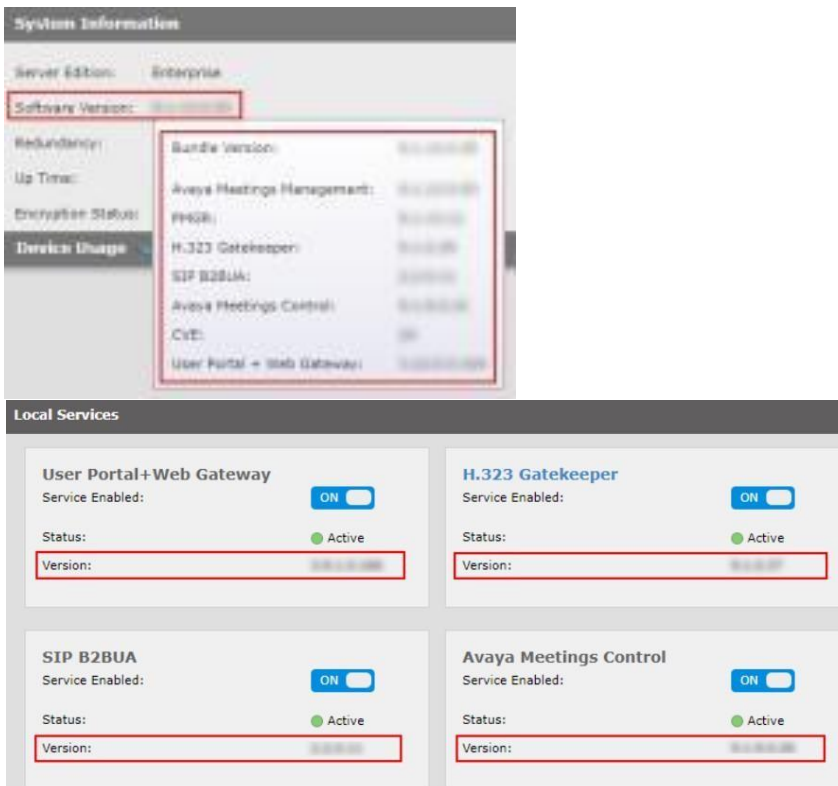 System Information
Server Edition: Enterprise
Software Version:
Redundancy:
Bundle Version:
Up Time:
Avaya Meetings Management:
Encryption Status:
Device Usage
H.323 Gatekeeper:
SIP B2BUA:
Avaya Meetings Control:
CVE:
User Portal + Web Gateway:
Local Services
User Portal+Web Gateway
Service Enabled: ON
Status: Active
Version:
H.323 Gatekeeper
Service Enabled: ON
Status: Active
Version:
SIP B2BUA
Service Enabled: ON
Status: Active
Version:
Avaya Meetings Control
Service Enabled: ON
Status: Active
Version: